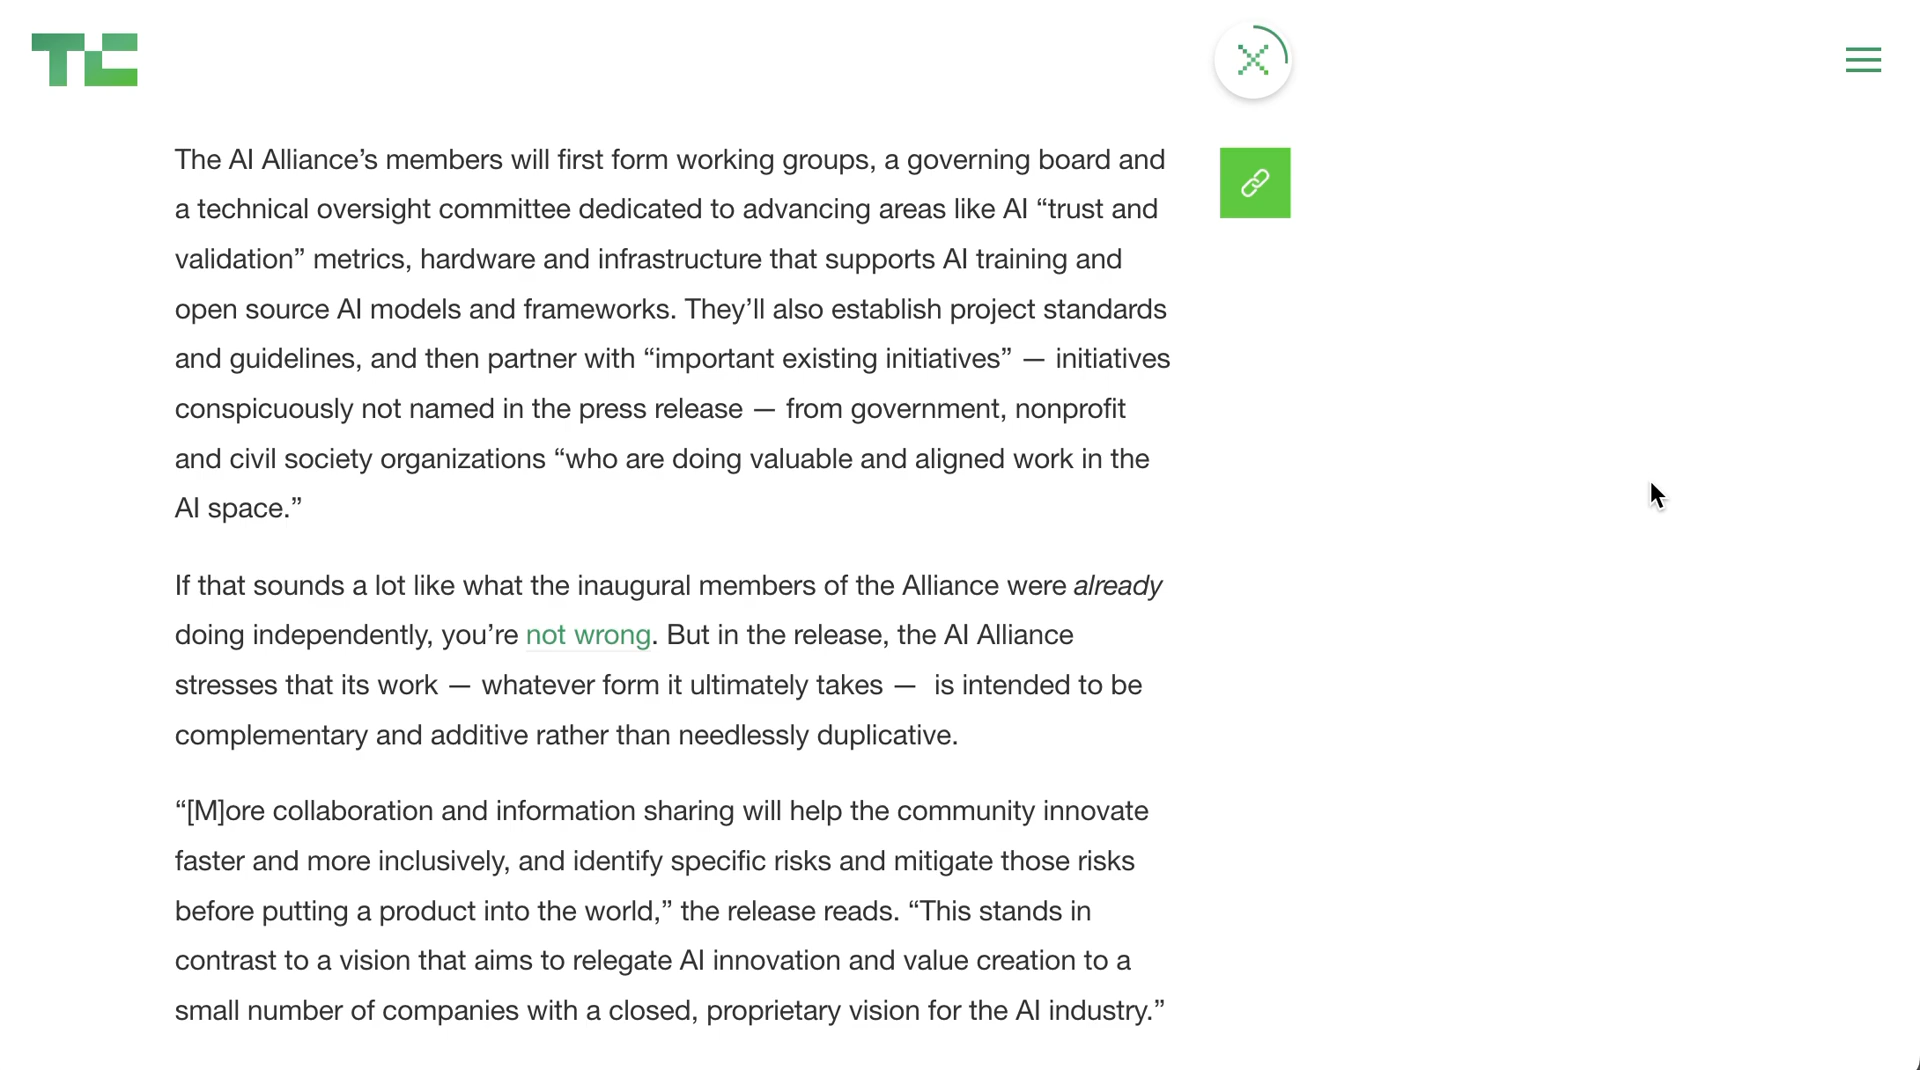 TC
The AI Alliance’s members will first form working groups, a governing board and
a technical oversight committee dedicated to advancing areas like AI “trust and
validation” metrics, hardware and infrastructure that supports AI training and
open source AI models and frameworks. They’ll also establish project standards
and guidelines, and then partner with “important existing initiatives” — initiatives
conspicuously not named in the press release — from government, nonprofit
and civil society organizations “who are doing valuable and aligned work in the
AI space.”
If that sounds a lot like what the inaugural members of the Alliance were already
doing independently, you’re not wrong. But in the release, the AI Alliance
stresses that its work — whatever form it ultimately takes — is intended to be
complementary and additive rather than needlessly duplicative.
“[M]ore collaboration and information sharing will help the community innovate
faster and more inclusively, and identify specific risks and mitigate those risks
before putting a product into the world,” the release reads. “This stands in
contrast to a vision that aims to relegate AI innovation and value creation to a
small number of companies with a closed, proprietary vision for the AI industry.”